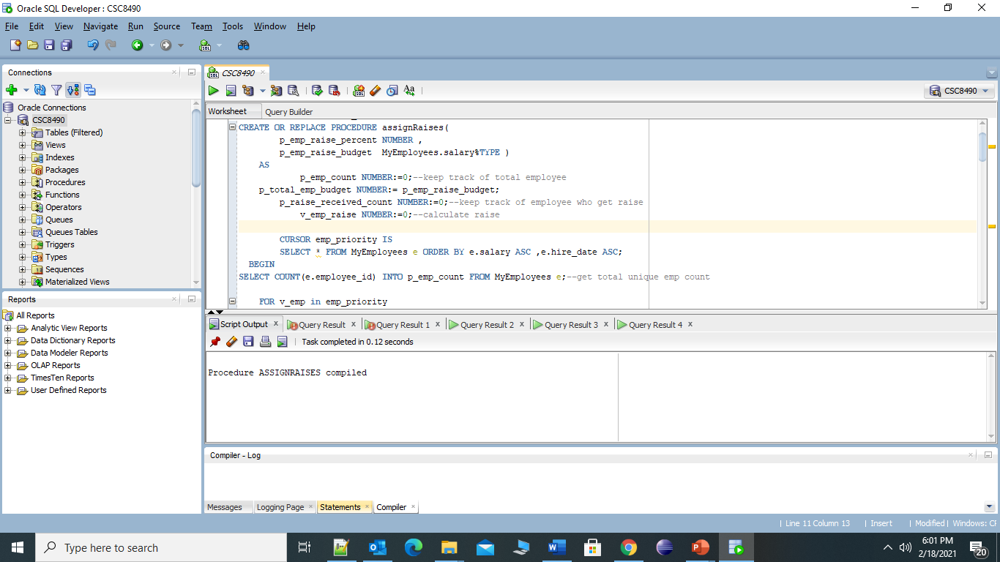 Oracle SQL Developer : CSC8490
File Edit View Navigate Run Source Team Tools Window Help
Connections
Oracle Connections
CSC8490
Tables (Filtered)
Views
Indexes
Packages
Procedures
Functions
Operators
Queues
Queues Tables
Triggers
Types
Sequences
Materialized Views
Reports
All Reports
Analytic View Reports
Data Dictionary Reports
Data Modeler Reports
OLAP Reports
TimesTen Reports
User Defined Reports
CSC8490
CSC8490
Worksheet Query Builder
CREATE OR REPLACE PROCEDURE assignRaises(
p_emp_raise_percent NUMBER ,
p_emp_raise_budget  MyEmployees.salary%TYPE )
AS
p_emp_count NUMBER:=0;--keep track of total employee
p_total_emp_budget NUMBER:= p_emp_raise_budget;
p_raise_received_count NUMBER:=0;--keep track of employee who get raise
v_emp_raise NUMBER:=0;--calculate raise
CURSOR emp_priority IS
SELECT * FROM MyEmployees e ORDER BY e.salary ASC ,e.hire_date ASC;
BEGIN
SELECT COUNT(e.employee_id) INTO p_emp_count FROM MyEmployees e;--get total unique emp count
FOR v_emp in emp_priority
Script Output Query Result Query Result 1 Query Result 2 Query Result 3 Query Result 4
Task completed in 0.12 seconds
Procedure ASSIGNRAISES compiled
Compiler - Log
Messages Logging Page Statements Compiler
Line 11 Column 13 Insert Modified Windows: CF
Type here to search
6:01 PM
2/18/2021
20